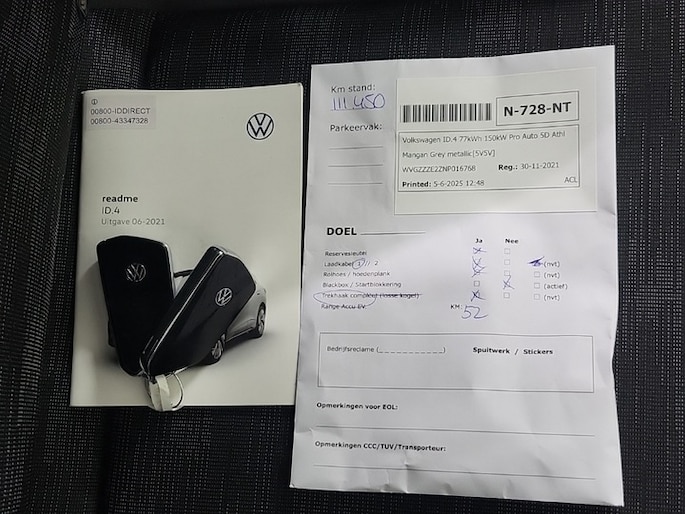 00800-IDDIRECT
00800-43347328
readme
ID.4
Uitgave 06-2021
Km stand:
111.450
Parkeervak:
N-728-NT
Volkswagen ID.4 77kWh 150kW Pro Auto 5D Athl
Mangan Grey metallic[5V5V]
WVGZZZE2ZNP016768 Reg.: 30-11-2021
Printed: 5-6-2025 12:48 ACL
DOEL
Ja Nee
Reservesleutel
Laadkabel 1 / 2 (nvt)
Rolhoes / hoedenplank (nvt)
Blackbox / Startblokkering (actief)
Trekhaak compleet (losse kogel) (nvt)
Range Accu EV KM: 52
Bedrijfsreclame (_ _ _ _ _ _ _ _ _ _) Spuitwerk / Stickers
Opmerkingen voor EOL:
Opmerkingen CCC/TUV/Transporteur: